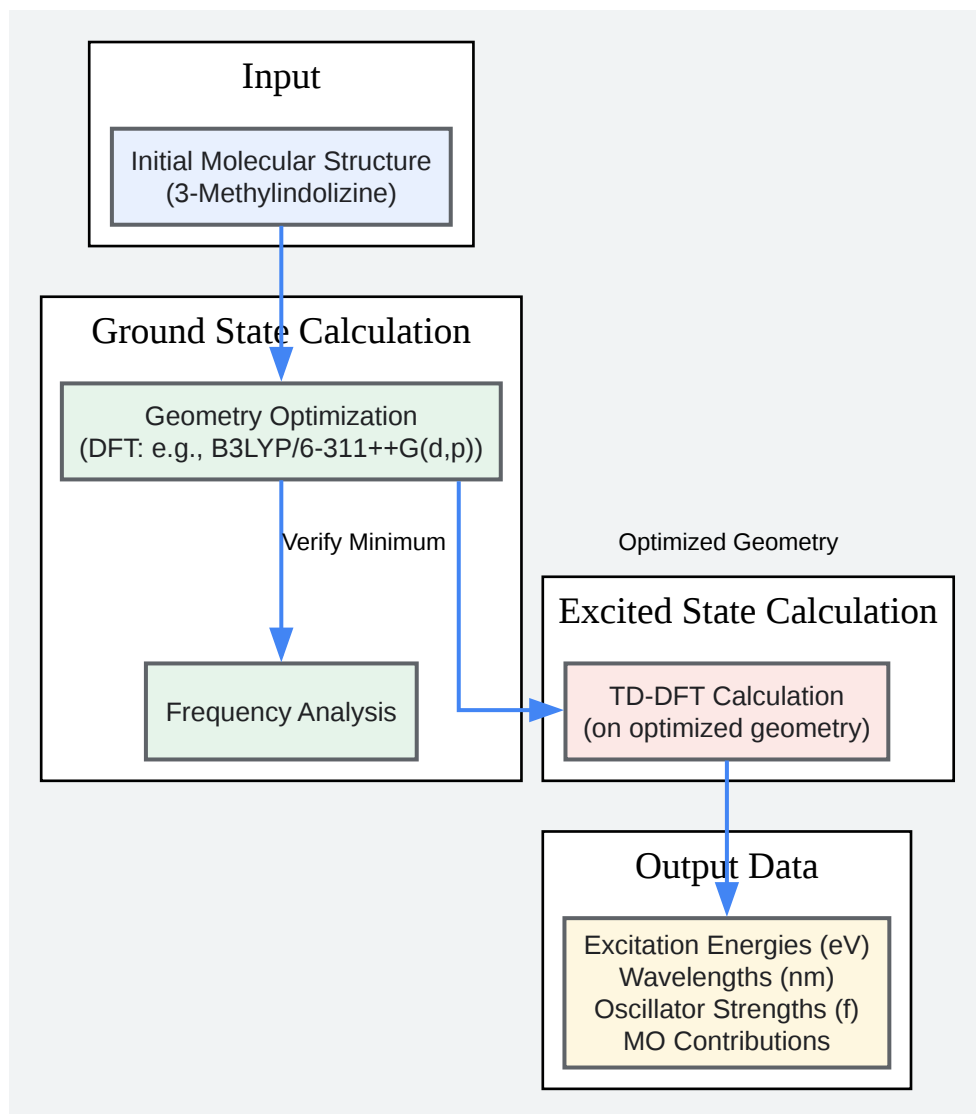 Input
Initial Molecular Structure
(3-Methylindolizine)
Ground State Calculation
Geometry Optimization
(DFT: e.g., B3LYP/6-311++G(d,p))
Verify Minimum
Optimized Geometry
Excited State Calculation
Frequency Analysis
TD-DFT Calculation
(on optimized geometry)
Output Data
Excitation Energies (eV)
Wavelengths (nm)
Oscillator Strengths (f)
MO Contributions